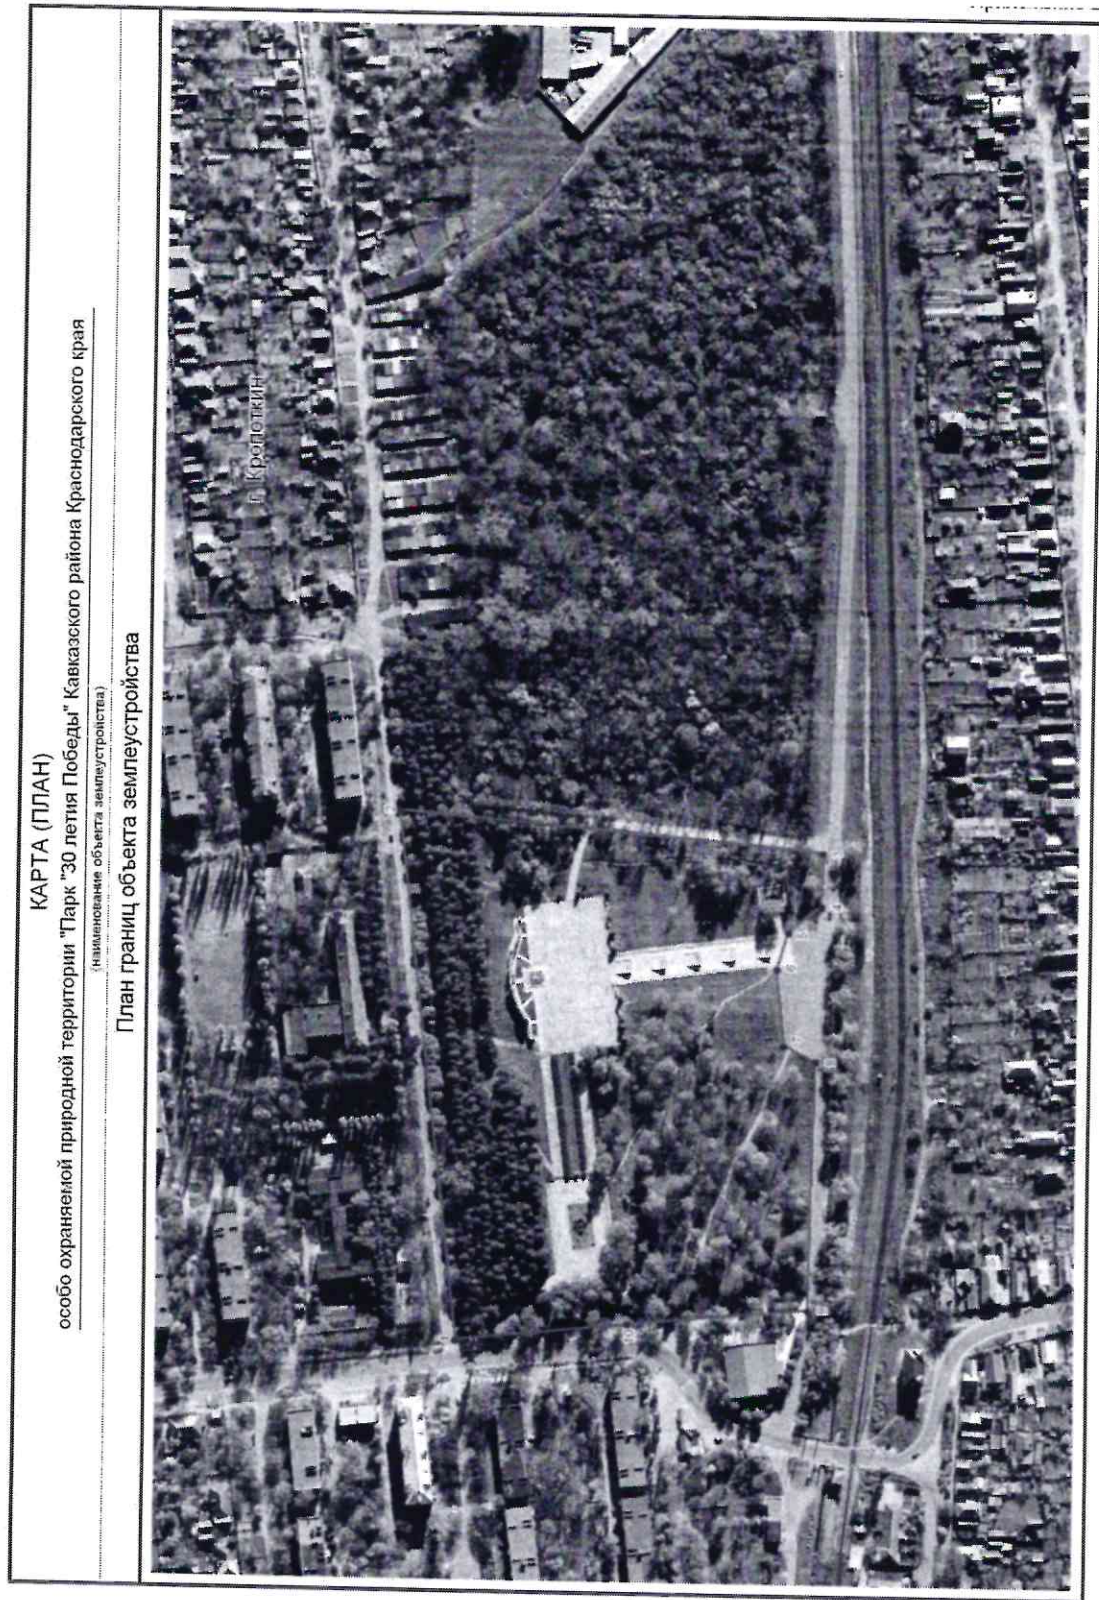 КАРТА (ПЛАН)
особо охраняемой природной территории "Парк "30 летия Победы" Кавказского района Краснодарского края
(наименование объекта землеустройства)
План границ объекта землеустройства
г. Кропоткин